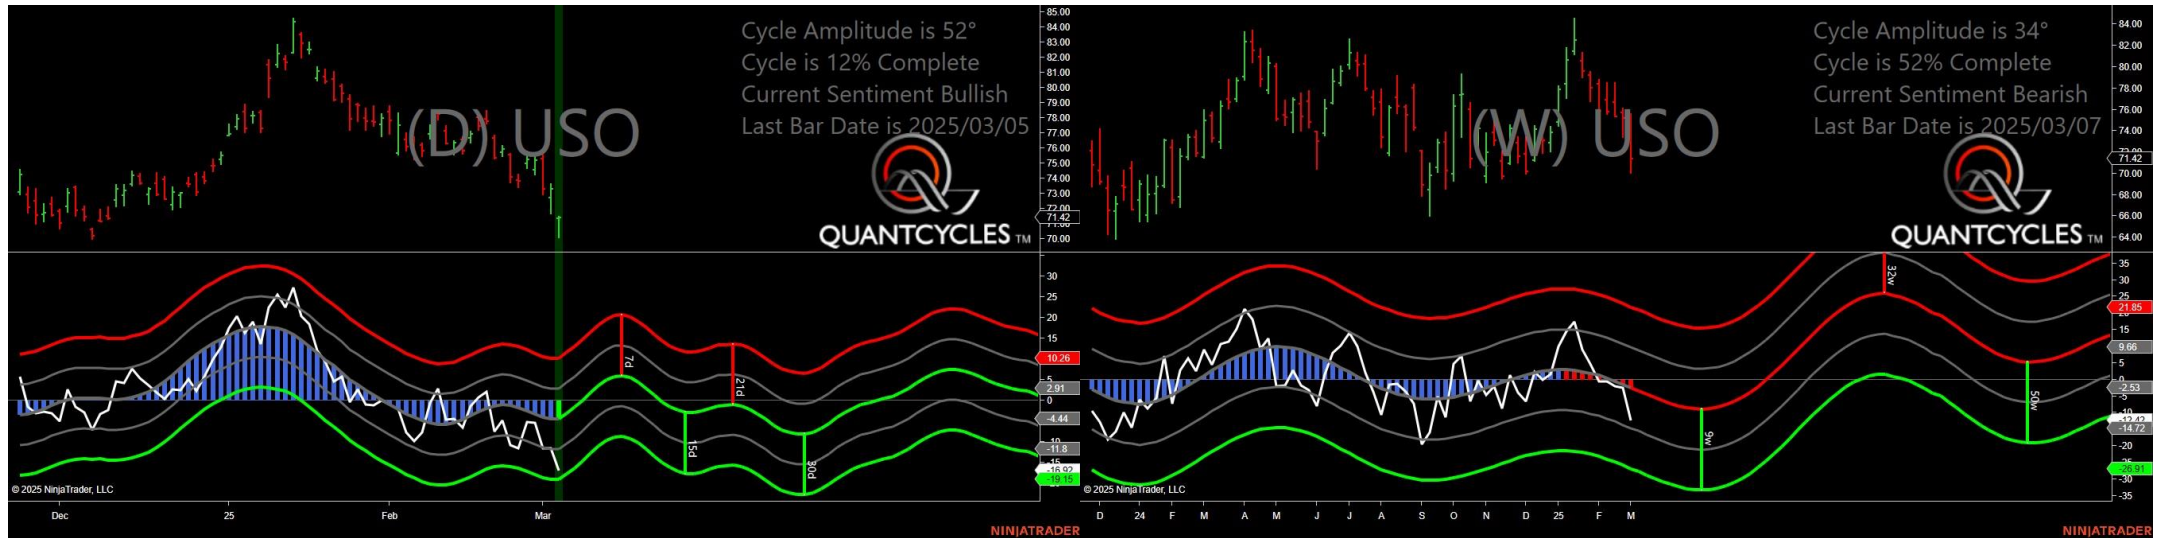 Cycle Amplitude is 52°
Cycle is 12% Complete
Current Sentiment Bullish
Last Bar Date is 2025/03/05
(D) USO
QUANTCYCLES TM
85.00
84.00
83.00
82.00
81.00
80.00
79.00
78.00
77.00
76.00
75.00
74.00
73.00
72.00
71.42
70.00
30
25
20
15
10.26
5
2.91
0
-4.44
-11.8
-16.92
-19.15
7d
15d
21d
30d
© 2025 NinjaTrader, LLC
Dec
25
Feb
Mar
NINJATRADER
Cycle Amplitude is 34°
Cycle is 52% Complete
Current Sentiment Bearish
Last Bar Date is 2025/03/07
(W) USO
QUANTCYCLES TM
84.00
82.00
80.00
78.00
76.00
74.00
71.42
70.00
68.00
66.00
64.00
35
30
25
21.85
15
9.66
5
-2.53
-5
-14.72
-20
-26.91
-30
-35
32w
9w
50w
© 2025 NinjaTrader, LLC
D 24 F M A M J J A S O N D 25 F M
NINJATRADER